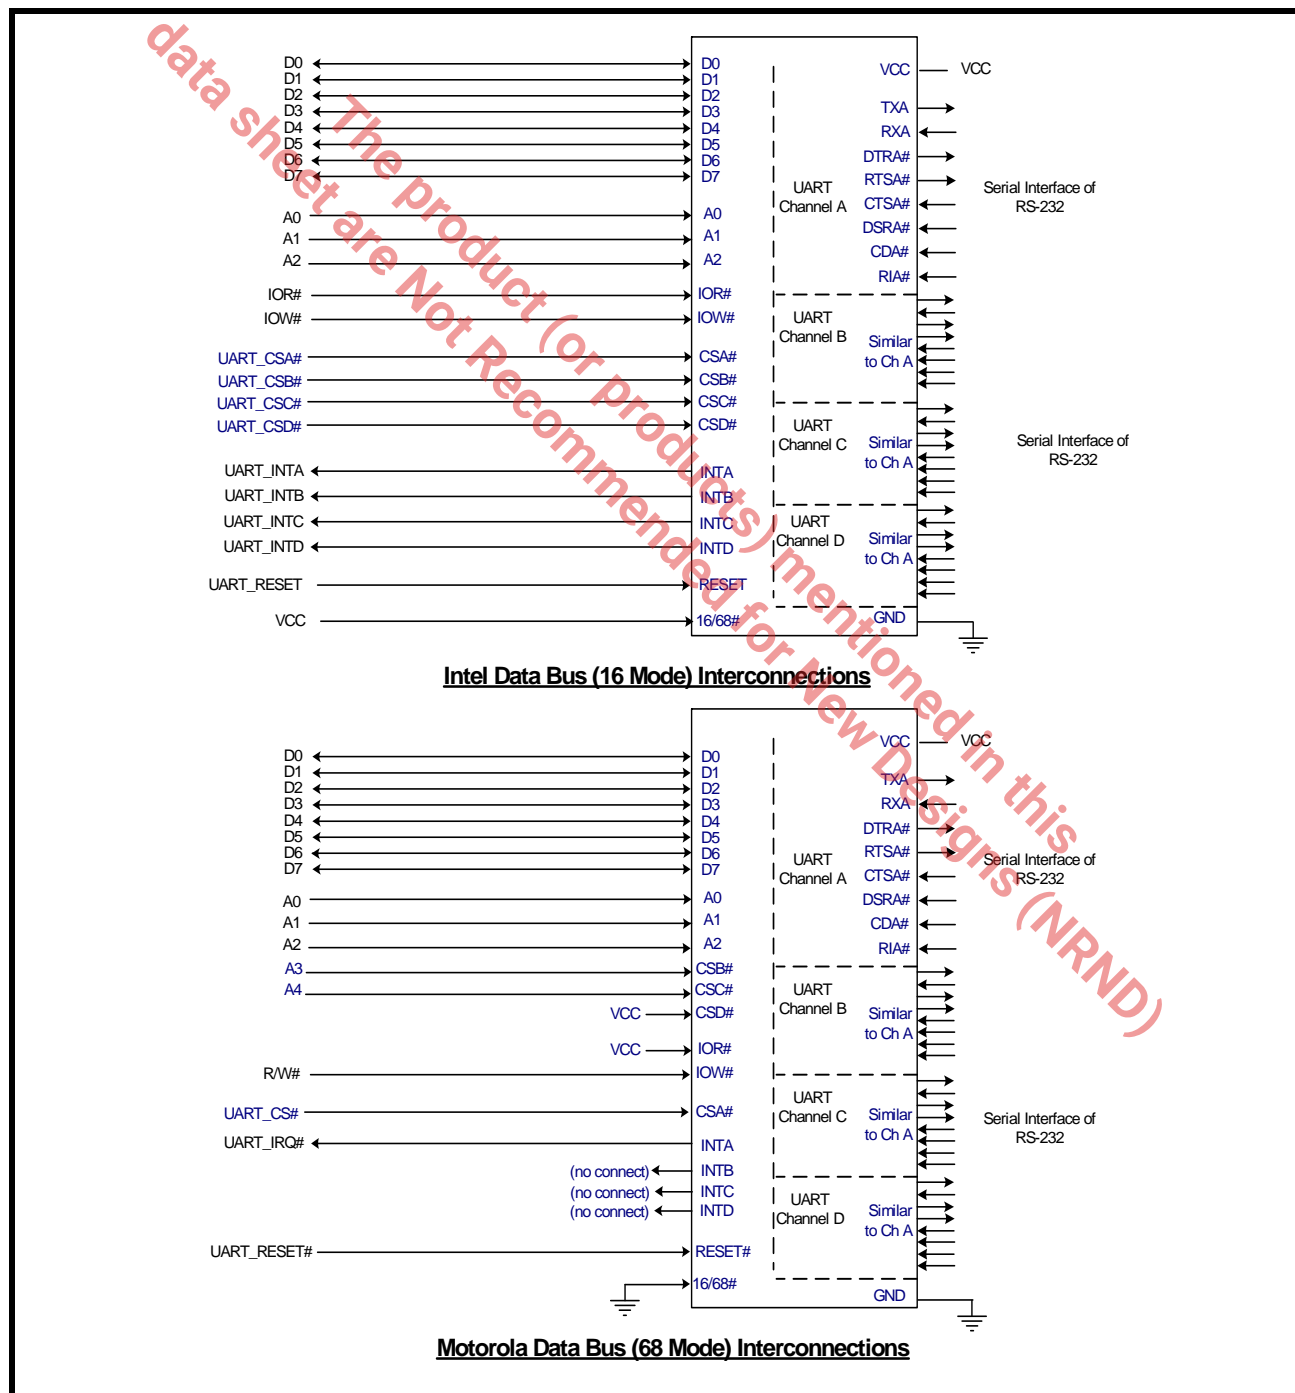 D0 D0
D1 D1
D2 D2
D3 D3
D4 D4
D5 D5
D6 D6
D7 D7
A0 A0
A1 A1
A2 A2
IOR# IOR#
IOW# IOW#
UART_CSA# CSA#
UART_CSB# CSB#
UART_CSC# CSC#
UART_CSD# CSD#
UART_INTA INTA
UART_INTB INTB
UART_INTC INTC
UART_INTD INTD
UART_RESET RESET
VCC 16/68#
UART
Channel A
UART
Channel B
UART
Channel C
UART
Channel D
VCC VCC
TXA
RXA
DTRA#
RTSA#
CTSA#
DSRA#
CDA#
RIA#
Similar
to Ch A
Similar
to Ch A
Similar
to Ch A
GND
Serial Interface of
RS-232
Serial Interface of
RS-232
Intel Data Bus (16 Mode) Interconnections
D0 D0
D1 D1
D2 D2
D3 D3
D4 D4
D5 D5
D6 D6
D7 D7
A0 A0
A1 A1
A2 A2
A3 CSB#
A4 CSC#
VCC CSD#
VCC IOR#
R/W# IOW#
UART_CS# CSA#
UART_IRQ# INTA
(no connect) INTB
(no connect) INTC
(no connect) INTD
UART_RESET# RESET#
16/68#
UART
Channel A
UART
Channel B
UART
Channel C
UART
Channel D
VCC VCC
TXA
RXA
DTRA#
RTSA#
CTSA#
DSRA#
CDA#
RIA#
Similar
to Ch A
Similar
to Ch A
Similar
to Ch A
GND
Serial Interface of
RS-232
Serial Interface of
RS-232
Motorola Data Bus (68 Mode) Interconnections
The product (or products) mentioned in this
data sheet are Not Recommended for New Designs (NRND)